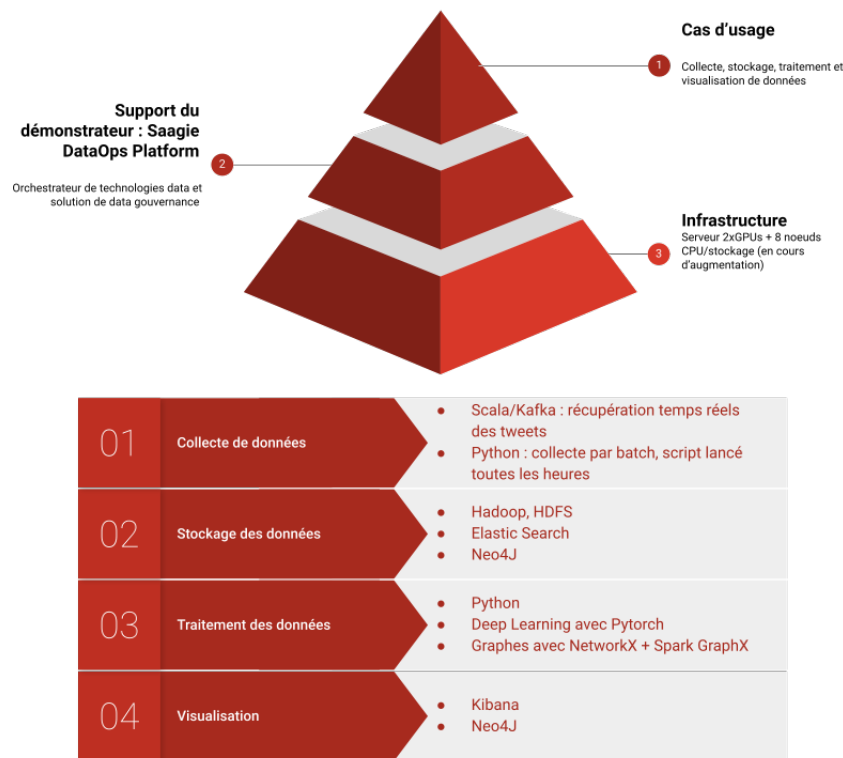 Cas d'usage
1
Collecte, stockage, traitement et
visualisation de données
Support du
démonstrateur : Saagie
DataOps Platform
2
Orchestrateur de technologies data et
solution de data gouvernance
Infrastructure
Serveur 2xGPUs + 8 noeuds
3
CPU/stockage (en cours
d'augmentation)
01
Collecte de données
● Scala/Kafka : récupération temps réels
des tweets
● Python : collecte par batch, script lancé
toutes les heures
02
Stockage des données
● Hadoop, HDFS
● Elastic Search
● Neo4J
03
Traitement des données
● Python
● Deep Learning avec Pytorch
● Graphes avec NetworkX + Spark GraphX
04
Visualisation
● Kibana
● Neo4J